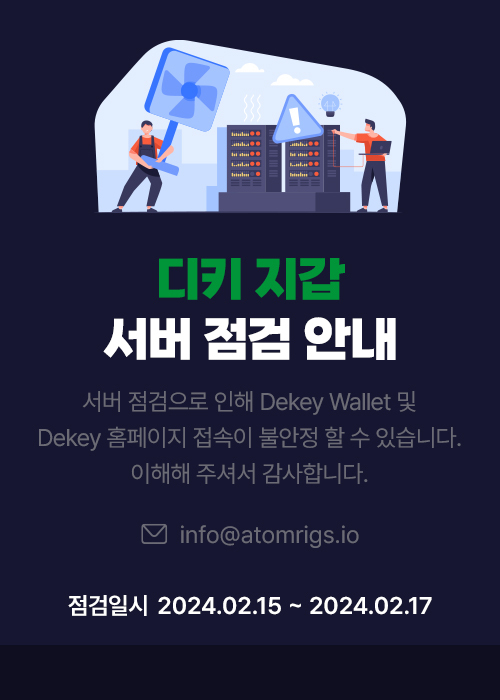 디키 지갑
서버 점검 안내
서버 점검으로 인해 Dekey Wallet 및
Dekey 홈페이지 접속이 불안정 할 수 있습니다.
이해해 주셔서 감사합니다.
info@atomrigs.io
점검일시 2024.02.15 ~ 2024.02.17